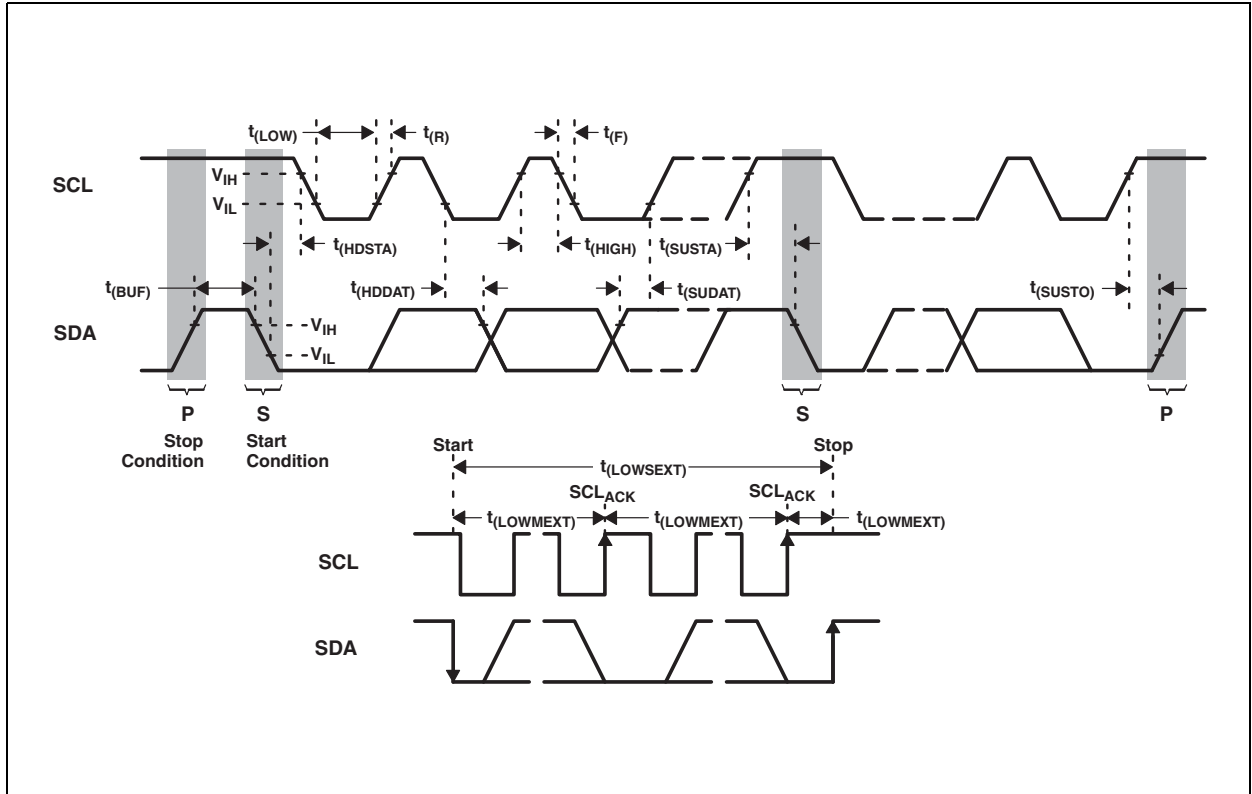 t(LOW)
t(R)
t(F)
SCL
VIH
VIL
t(HDSTA)
t(HIGH)
t(SUSTA)
t(BUF)
t(HDDAT)
t(SUDAT)
t(SUSTO)
SDA
VIH
VIL
P
S
S
P
Stop
Condition
Start
Condition
Start
Stop
t(LOWSEXT)
SCLACK
SCLACK
t(LOWMEXT)
t(LOWMEXT)
t(LOWMEXT)
SCL
SDA